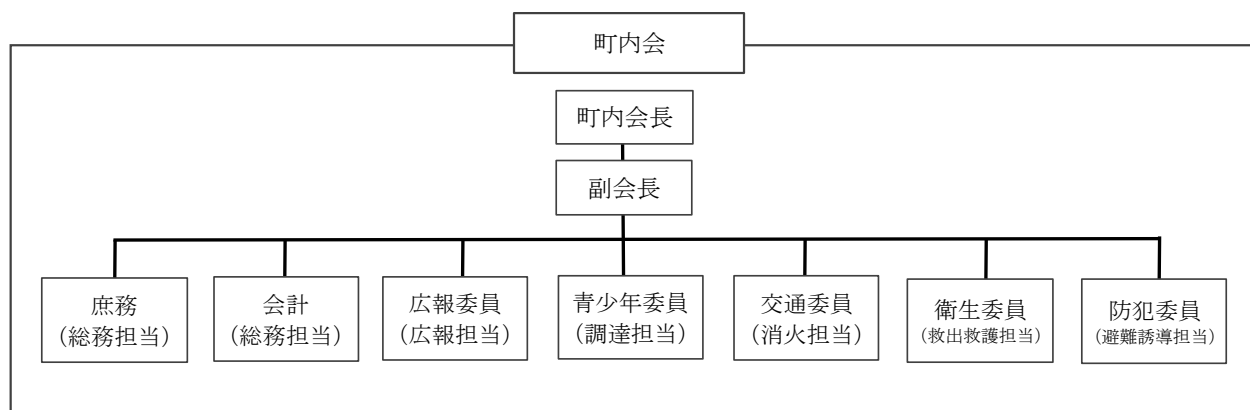 町内会
町内会長
副会長
庶務
(総務担当)
会計
(総務担当)
広報委員
(広報担当)
青少年委員
(調達担当)
交通委員
(消火担当)
衛生委員
(救出救護担当)
防犯委員
(避難誘導担当)